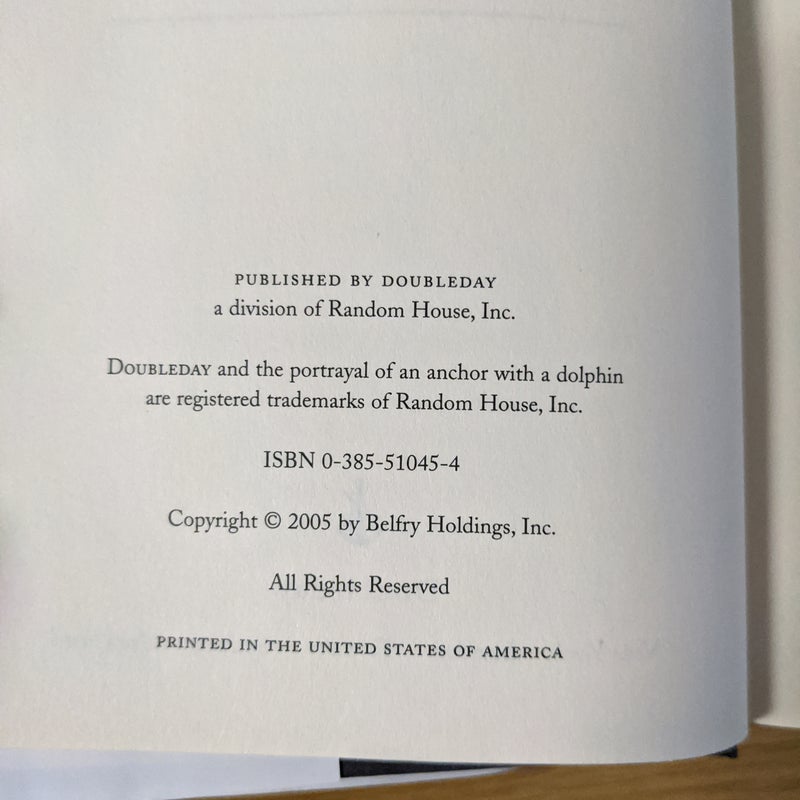 PUBLISHED BY DOUBLEDAY
a division of Random House, Inc.
DOUBLEDAY and the portrayal of an anchor with a dolphin
are registered trademarks of Random House, Inc.
ISBN 0-385-51045-4
Copyright © 2005 by Belfry Holdings, Inc.
All Rights Reserved
PRINTED IN THE UNITED STATES OF AMERICA